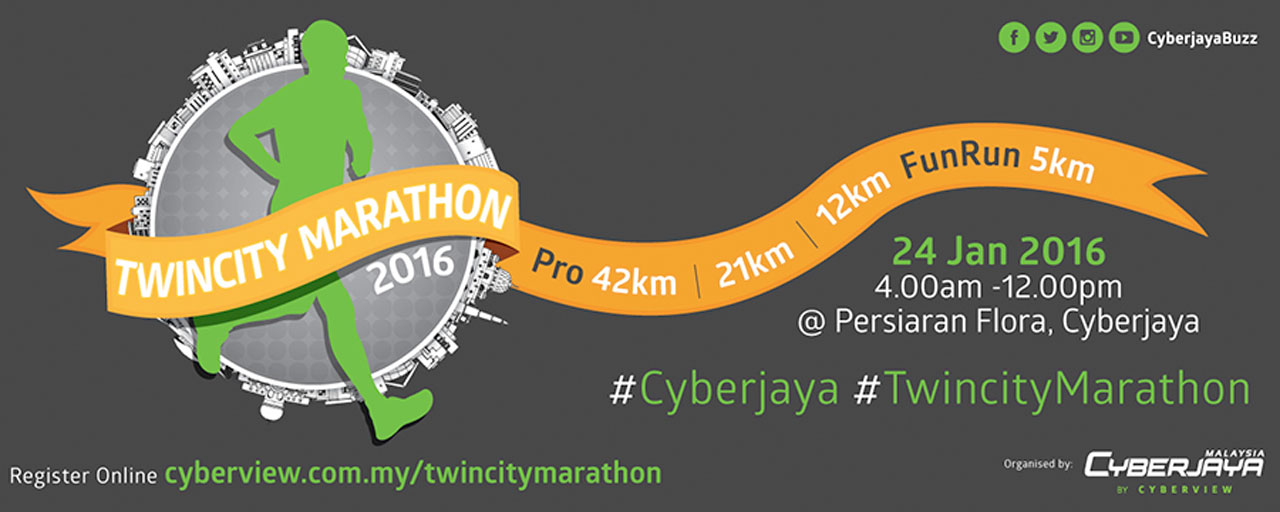 CyberjayaBuzz
TWINCITY MARATHON
2016
Pro 42km | 21km | 12km FunRun 5km
24 Jan 2016
4.00am -12.00pm
@ Persiaran Flora, Cyberjaya
#Cyberjaya #TwincityMarathon
Register Online cyberview.com.my/twincitymarathon
Organised by:
MALAYSIA
CYBERJAYA
BY CYBERVIEW